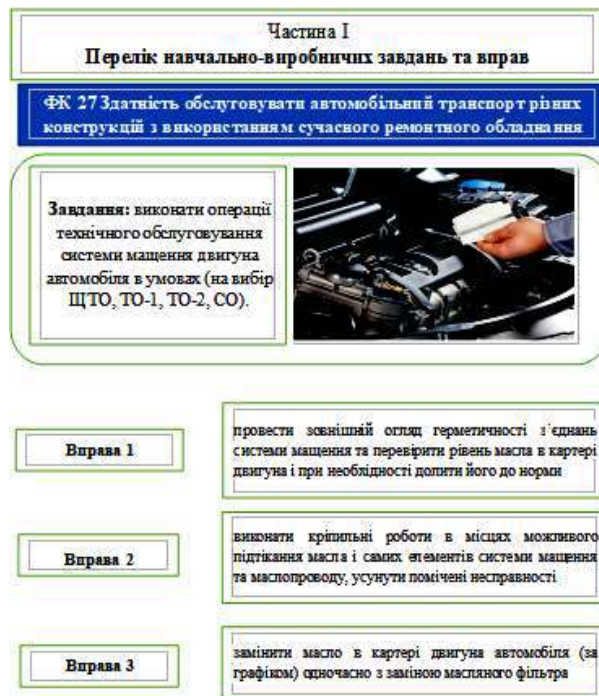 Частина I
Перелік навчально-виробничих завдань та вправ
ФК 27 Здатність обслуговувати автомобільний транспорт різних
конструкцій з використанням сучасного ремонтного обладнання
Завдання: виконати операції
технічного обслуговування
системи мащення двигуна
автомобіля в умовах (на вибір
ЩТО, ТО-1, ТО-2, СО).
Вправа 1
провести зовнішній огляд герметичності з'єднань
системи мащення та перевірити рівень масла в картері
двигуна і при необхідності долити його до норми
Вправа 2
виконати кріпильні роботи в місцях можливого
підтікання масла і самих елементів системи мащення
та маслопроводу, усунути помічені несправності
Вправа 3
замінити масло в картері двигуна автомобіля (за
графіком) одночасно з заміною масляного фільтра